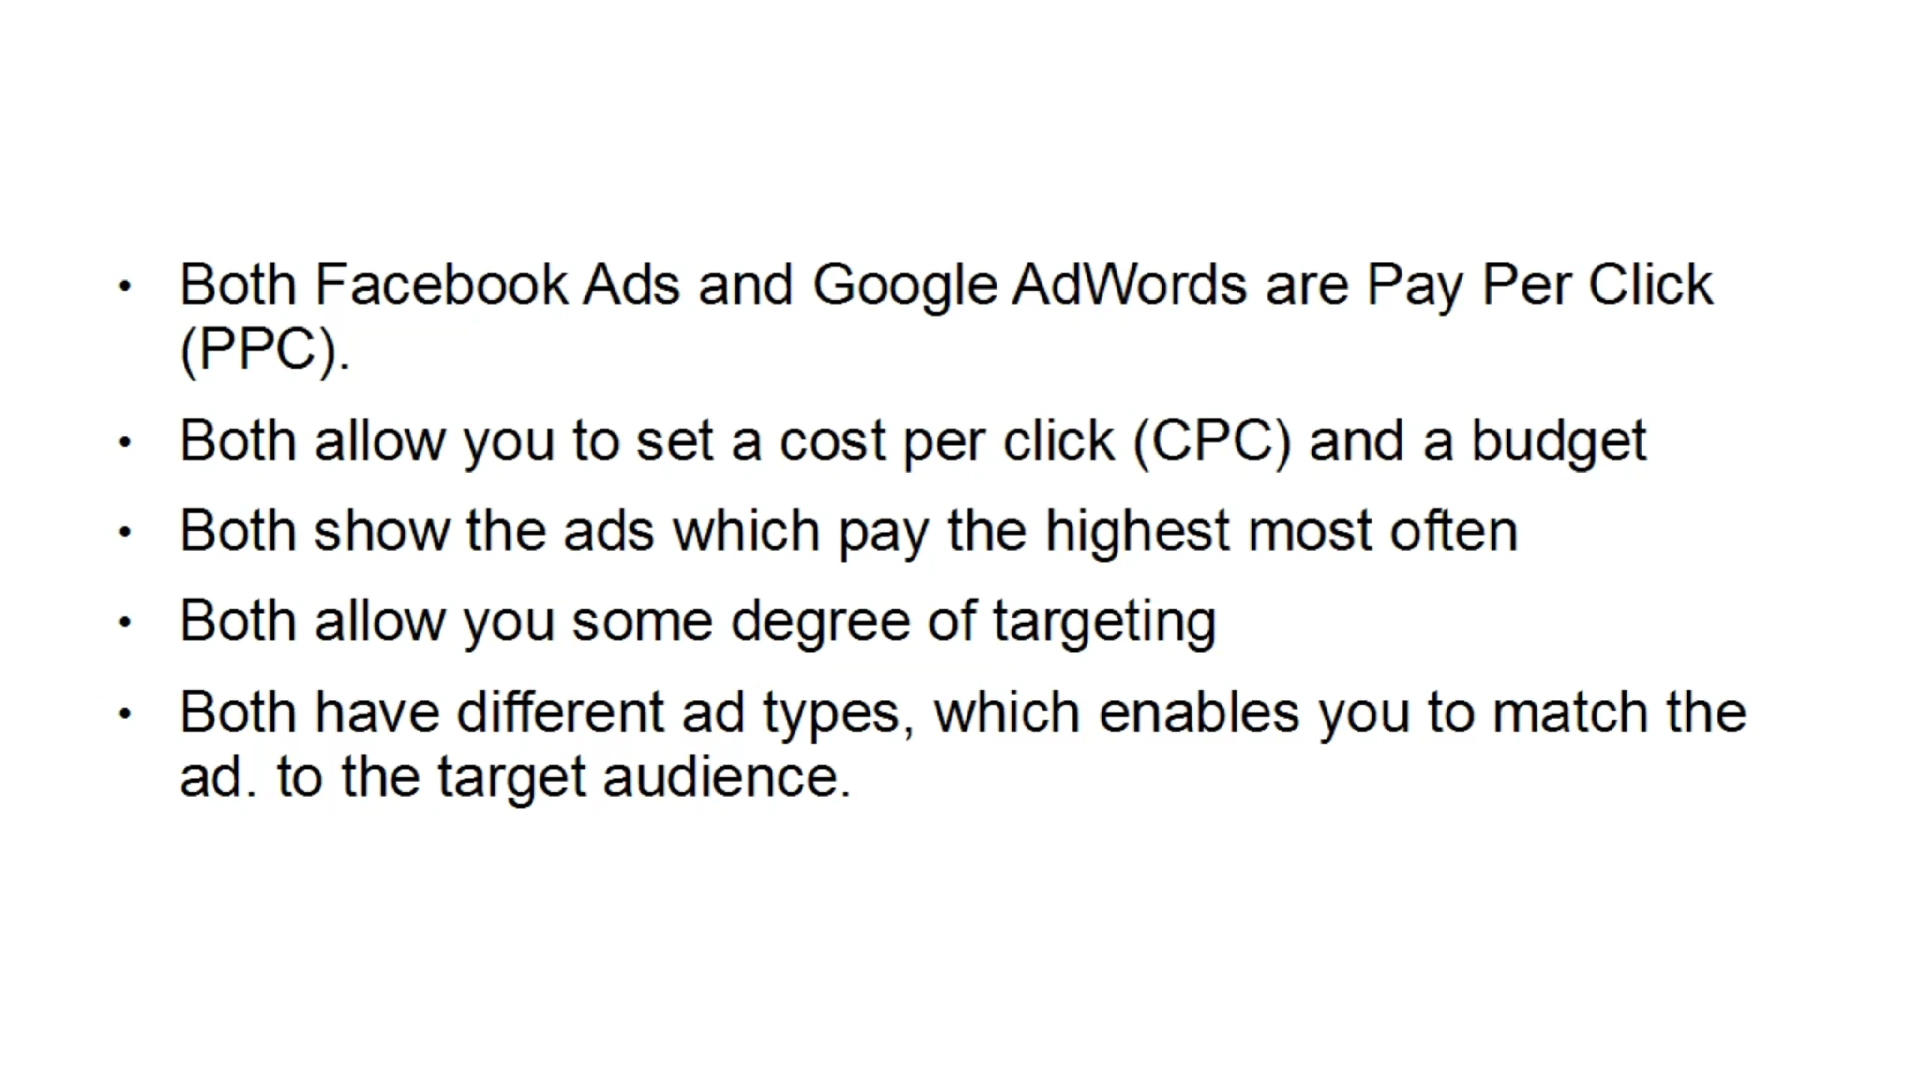 • Both Facebook Ads and Google AdWords are Pay Per Click
(PPC).
• Both allow you to set a cost per click (CPC) and a budget
• Both show the ads which pay the highest most often
• Both allow you some degree of targeting
• Both have different ad types, which enables you to match the
ad. to the target audience.